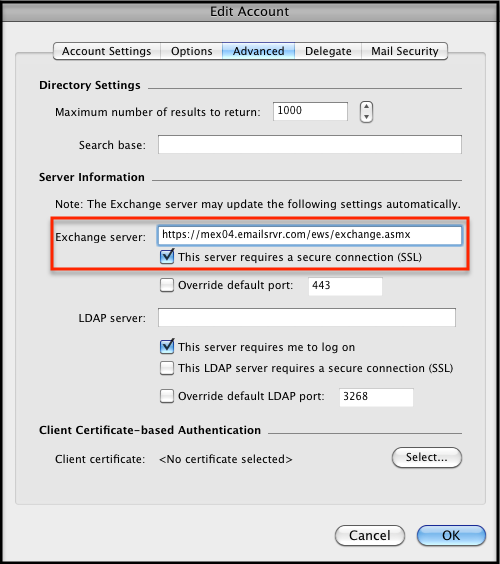 Edit Account
Account Settings Options Advanced Delegate Mail Security
Directory Settings
Maximum number of results to return: 1000
Search base:
Server Information
Note: The Exchange server may update the following settings automatically.
Exchange server: https://mex04.emailsrvr.com/ews/exchange.asmx
This server requires a secure connection (SSL)
Override default port: 443
LDAP server:
This server requires me to log on
This LDAP server requires a secure connection (SSL)
Override default LDAP port: 3268
Client Certificate-based Authentication
Client certificate: <No certificate selected> Select...
Cancel OK